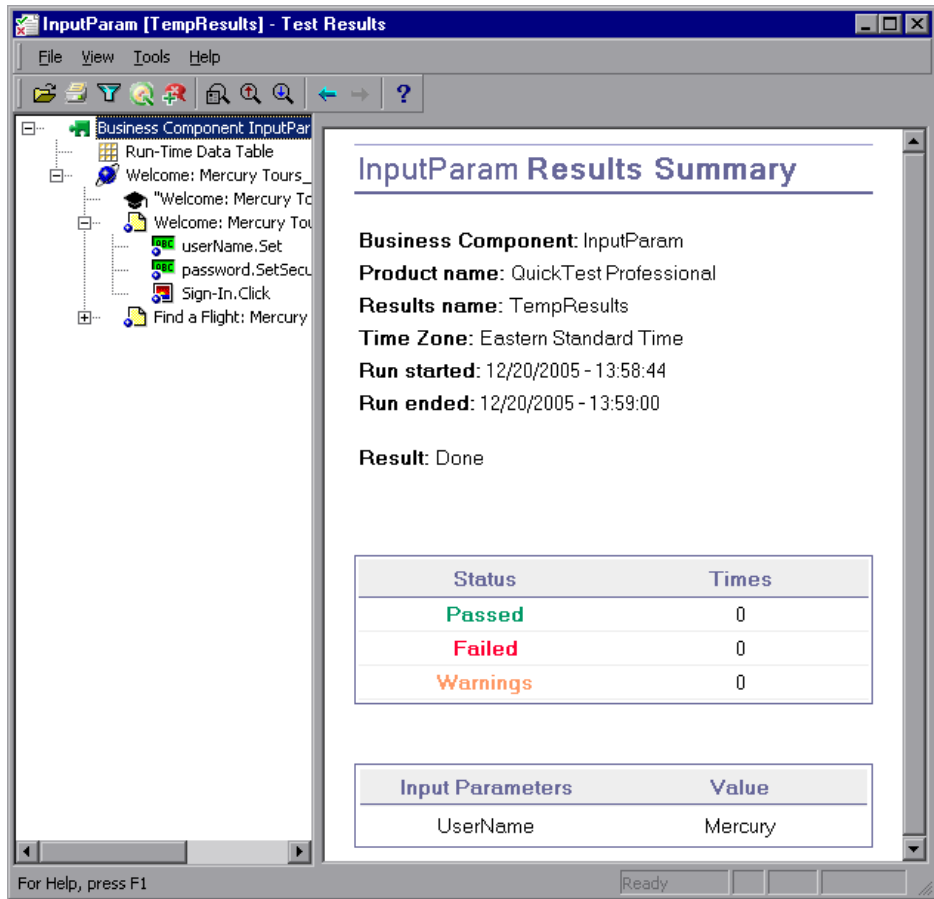 InputParam [TempResults] - Test Results
File View Tools Help
Business Component InputPar
Run-Time Data Table
Welcome: Mercury Tours_
"Welcome: Mercury To
Welcome: Mercury Tou
userName.Set
password.SetSecu
Sign-In.Click
Find a Flight: Mercury
InputParam Results Summary
Business Component: InputParam
Product name: QuickTest Professional
Results name: TempResults
Time Zone: Eastern Standard Time
Run started: 12/20/2005 - 13:58:44
Run ended: 12/20/2005 - 13:59:00
Result: Done
Status Times
Passed 0
Failed 0
Warnings 0
Input Parameters Value
UserName Mercury
For Help, press F1 Ready